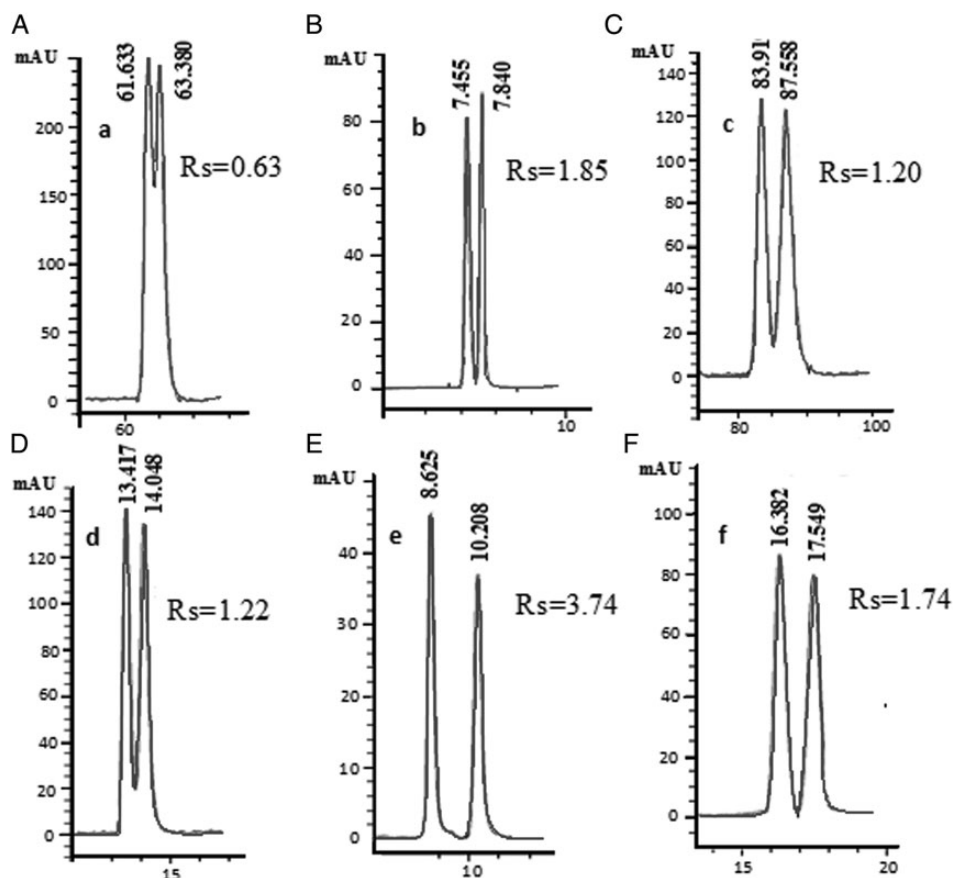 A
mAU
61.633
63.380
a
Rs=0.63
200
150
100
50
0
60
B
mAU
7.455
7.840
b
Rs=1.85
80
60
40
20
0
10
C
mAU
83.91
87.558
c
Rs=1.20
140
120
100
80
60
40
20
0
80
100
D
mAU
13.417
14.048
d
Rs=1.22
140
120
100
80
60
40
20
0
15
E
mAU
8.625
10.208
e
Rs=3.74
40
30
20
10
0
10
F
mAU
16.382
17.549
f
Rs=1.74
100
80
60
40
20
0
15
20